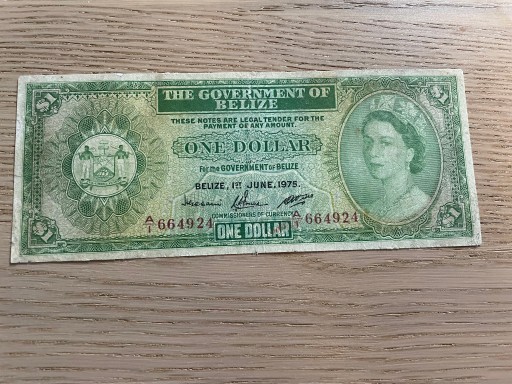 $1
$1
THE GOVERNMENT OF
BELIZE
THESE NOTES ARE LEGAL TENDER FOR THE
PAYMENT OF ANY AMOUNT.
ONE DOLLAR
For the GOVERNMENT of BELIZE
BELIZE, 1ST JUNE, 1975.
COMMISSIONERS OF CURRENCY
A/1 664924
A/1 664924
$1
ONE DOLLAR
$1